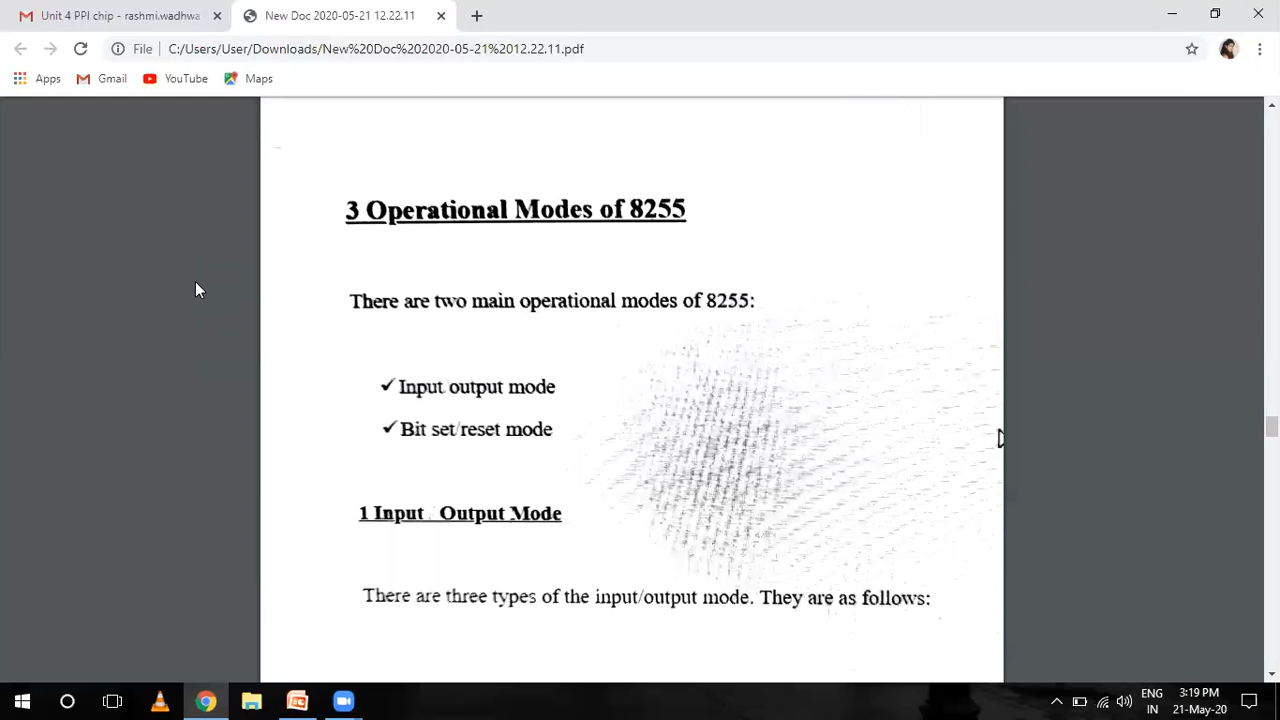 Unit 4 PPI chip - rashmi.wadhwa
New Doc 2020-05-21 12.22.11
File
C:/Users/User/Downloads/New%20Doc%202020-05-21%2012.22.11.pdf
Apps
Gmail
YouTube
Maps
3 Operational Modes of 8255
There are two main operational modes of 8255:
✓ Input output mode
✓ Bit set/reset mode
1 Input Output Mode
There are three types of the input/output mode. They are as follows:
ENG
IN
3:19 PM
21-May-20